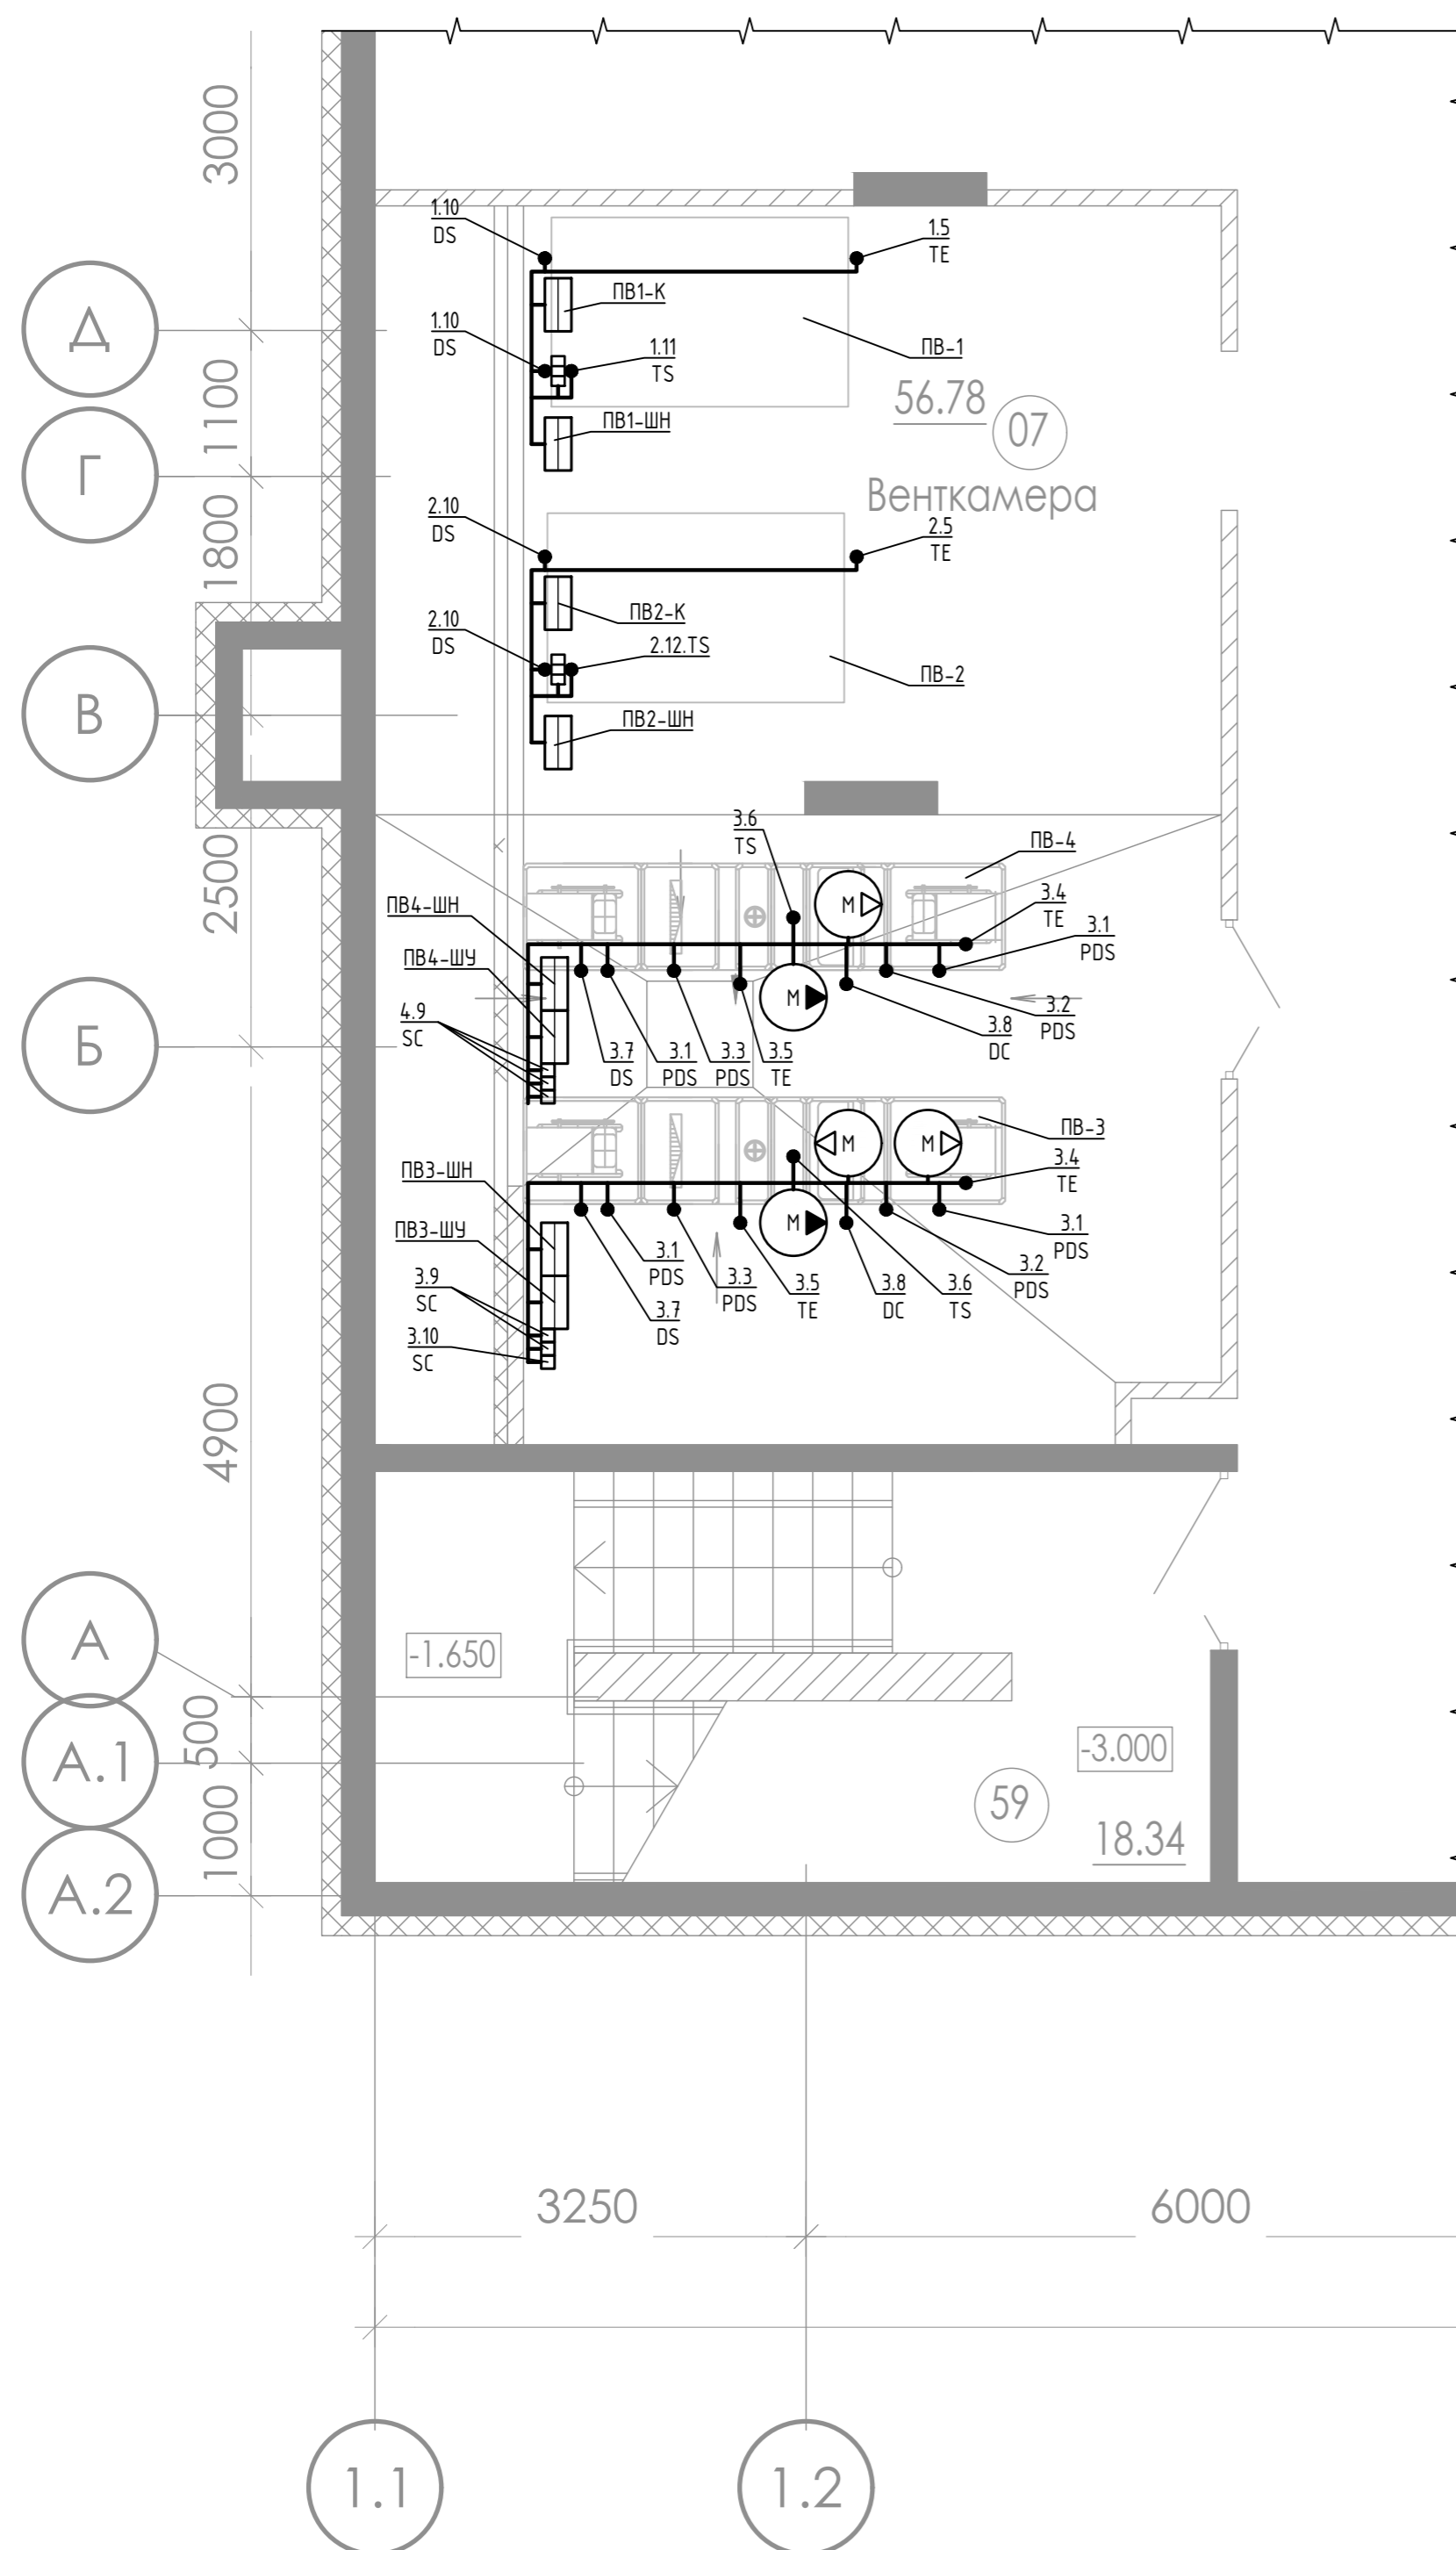 3000
1.10
DS
1.5
TE
ПВ1-К
1.10
DS
1.11
TS
ПВ-1
Д
1100
56.78
07
ПВ1-ШН
Г
Венткамера
1800
2.10
DS
2.5
TE
ПВ2-К
2.10
DS
2.12.TS
ПВ-2
В
ПВ2-ШН
2500
3.6
TS
ПВ-4
М
ПВ4-ШН
3.4
TE
3.1
PDS
ПВ4-ШУ
М
4.9
SC
3.2
PDS
3.8
DC
Б
3.7
DS
3.1
PDS
3.3
PDS
3.5
TE
ПВ-3
М
М
3.4
TE
ПВ3-ШН
М
3.1
PDS
ПВ3-ШУ
3.1
PDS
3.2
PDS
3.9
SC
3.3
PDS
3.5
TE
3.8
DC
3.6
TS
3.7
DS
3.10
SC
4900
А
-1.650
500
А.1
-3.000
59
18.34
1000
А.2
3250
6000
1.1
1.2